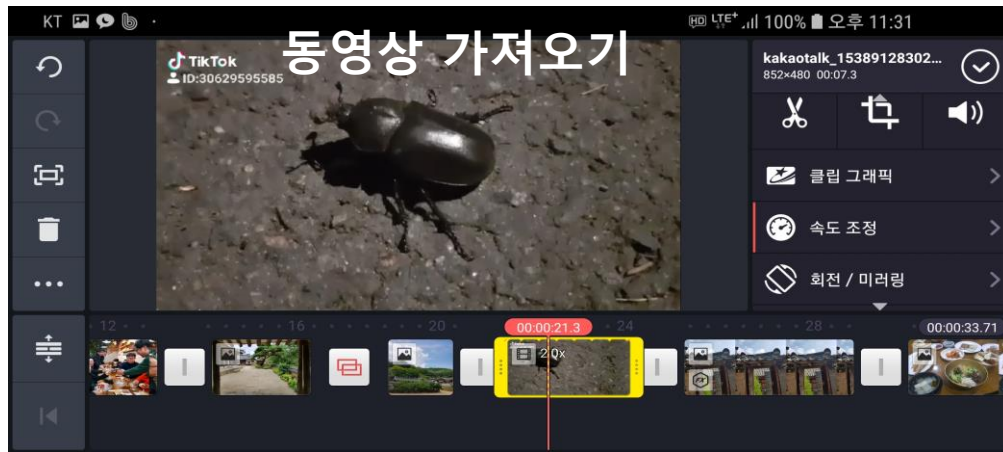 KT
HD LTE+ 100% 오후 11:31
동영상 가져오기
TikTok
ID:30629595585
kakaotalk_15389128302...
852×480 00:07.3
클립 그래픽
속도 조정
회전 / 미러링
12 16 20 00:00:21.3 24 28 00:00:33.71
2.0x